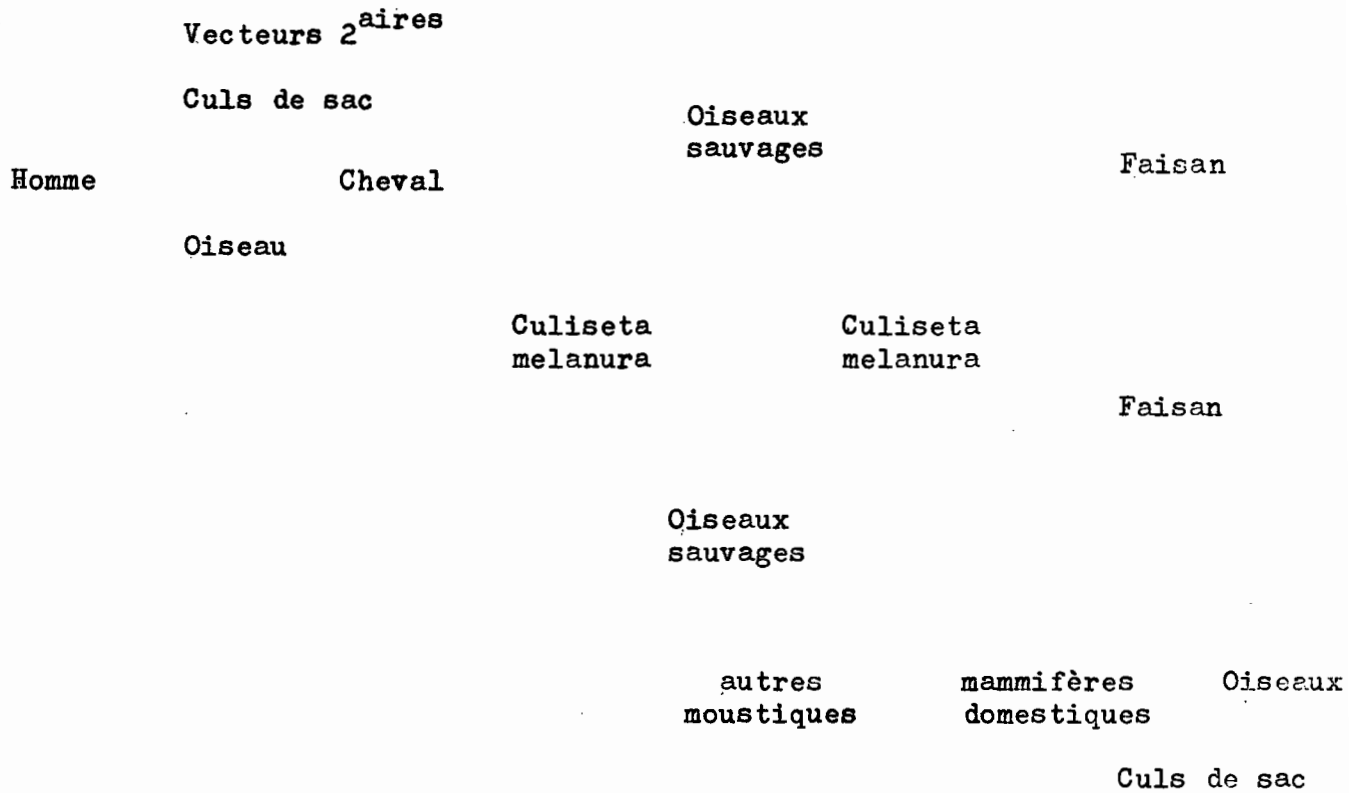 Vecteurs 2aires
Culs de sac
Oiseaux
sauvages
Faisan
Homme
Cheval
Oiseau
Culiseta
melanura
Culiseta
melanura
Faisan
Oiseaux
sauvages
autres
moustiques
mammifères
domestiques
Oiseaux
Culs de sac